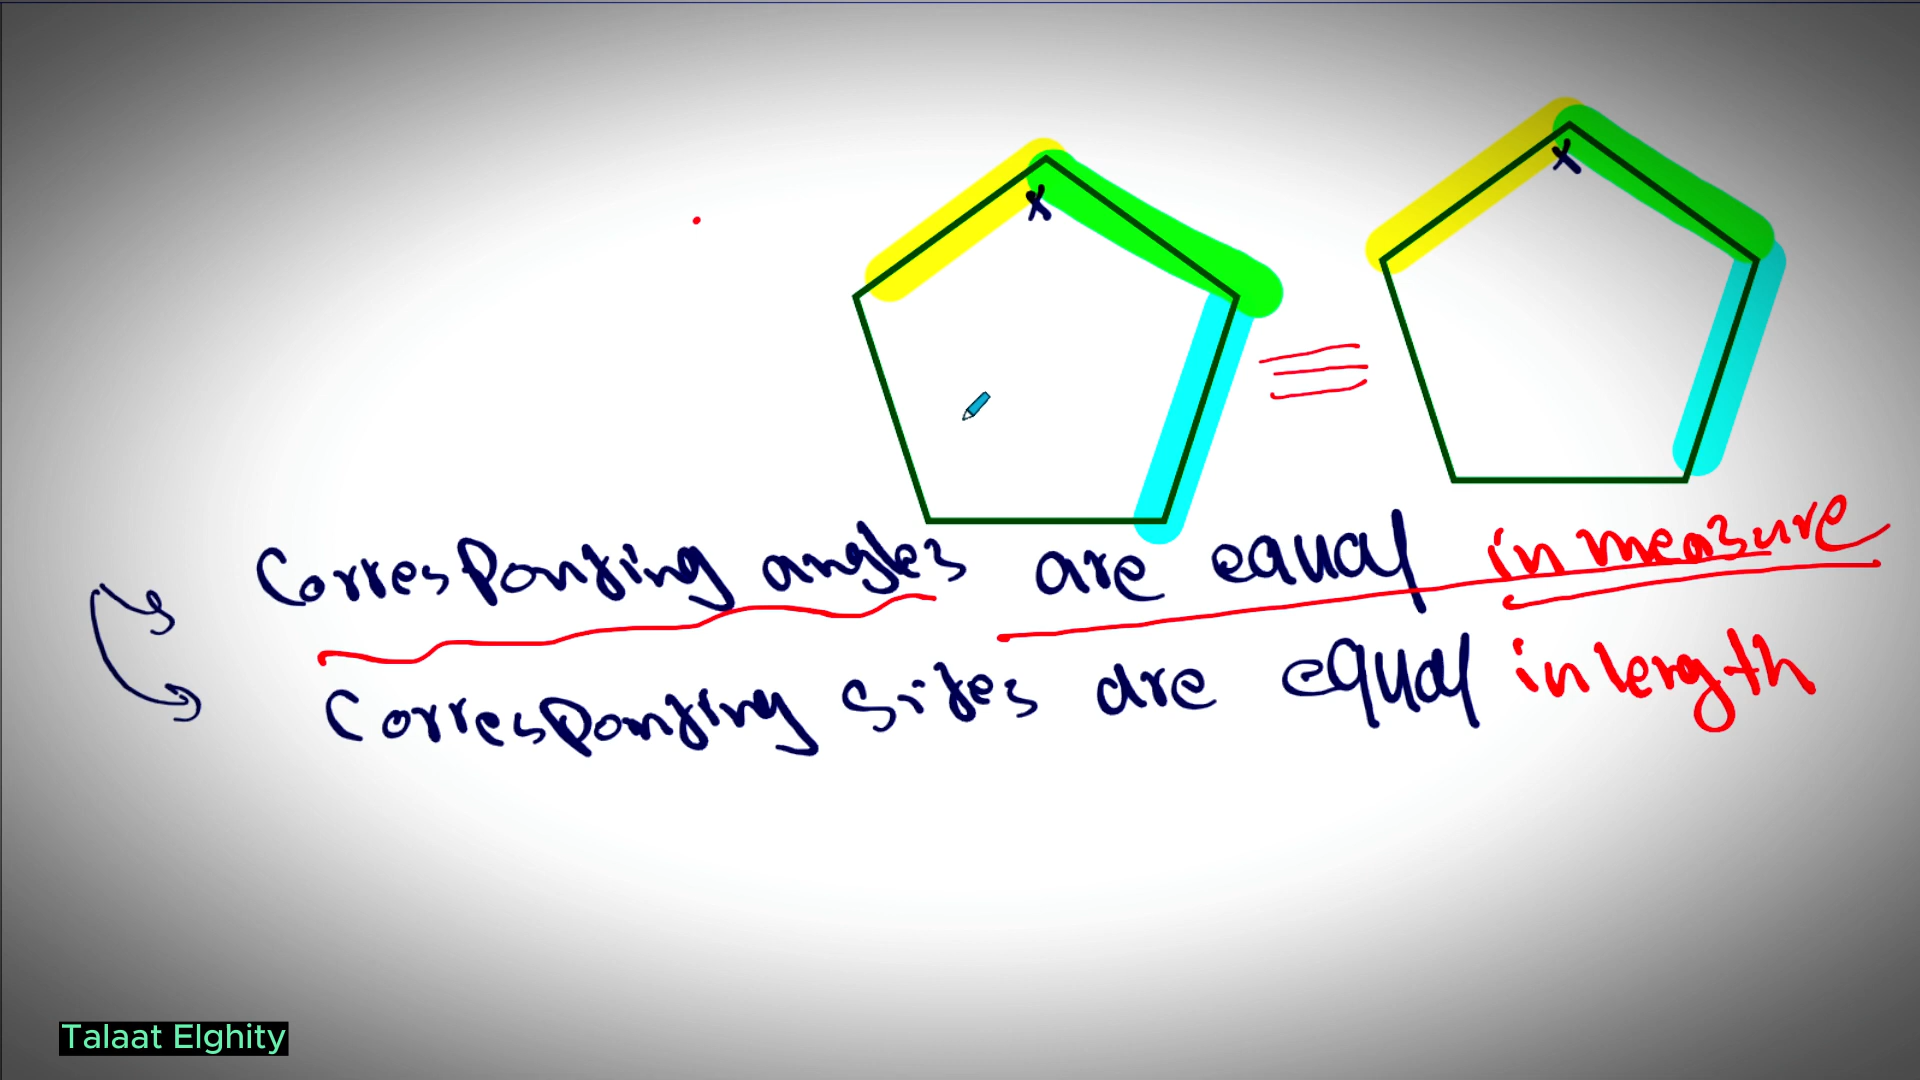 x
x
Corresponding angles are equal in measure
Corresponding sides are equal in length
Talaat Elghity